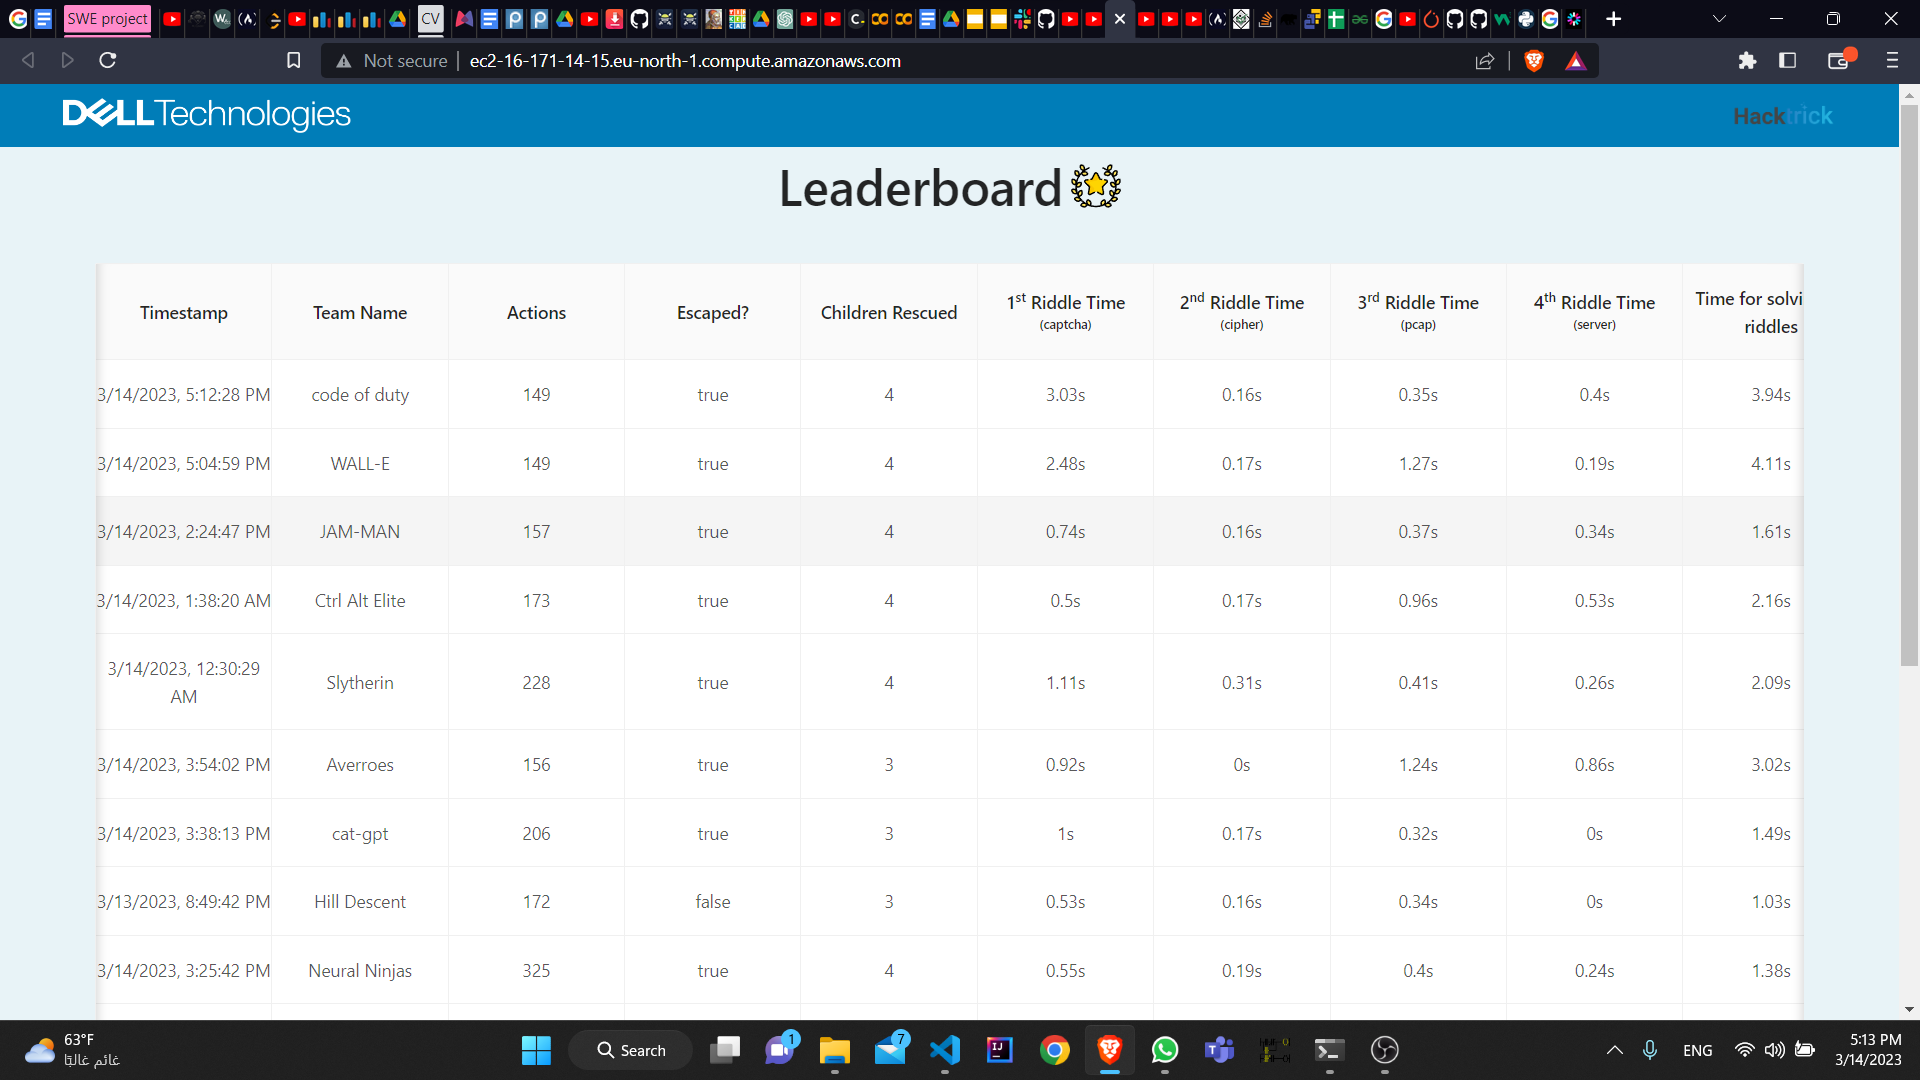 SWE project
CV
Not secure
ec2-16-171-14-15.eu-north-1.compute.amazonaws.com
DELL Technologies
Hacktrick
Leaderboard
Timestamp Team Name Actions Escaped? Children Rescued 1st Riddle Time (captcha) 2nd Riddle Time (cipher) 3rd Riddle Time (pcap) 4th Riddle Time (server) Time for solvi riddles
3/14/2023, 5:12:28 PM code of duty 149 true 4 3.03s 0.16s 0.35s 0.4s 3.94s
3/14/2023, 5:04:59 PM WALL-E 149 true 4 2.48s 0.17s 1.27s 0.19s 4.11s
3/14/2023, 2:24:47 PM JAM-MAN 157 true 4 0.74s 0.16s 0.37s 0.34s 1.61s
3/14/2023, 1:38:20 AM Ctrl Alt Elite 173 true 4 0.5s 0.17s 0.96s 0.53s 2.16s
3/14/2023, 12:30:29 AM Slytherin 228 true 4 1.11s 0.31s 0.41s 0.26s 2.09s
3/14/2023, 3:54:02 PM Averroes 156 true 3 0.92s 0s 1.24s 0.86s 3.02s
3/14/2023, 3:38:13 PM cat-gpt 206 true 3 1s 0.17s 0.32s 0s 1.49s
3/13/2023, 8:49:42 PM Hill Descent 172 false 3 0.53s 0.16s 0.34s 0s 1.03s
3/14/2023, 3:25:42 PM Neural Ninjas 325 true 4 0.55s 0.19s 0.4s 0.24s 1.38s
63°F
غائم غالبًا
Search
1
7
ENG
5:13 PM
3/14/2023